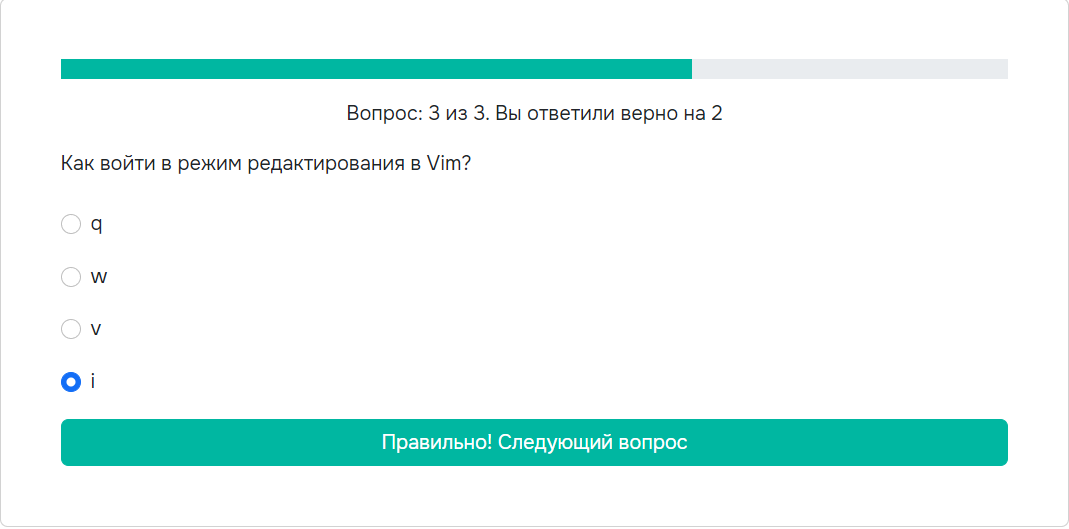 Вопрос: 3 из 3. Вы ответили верно на 2
Как войти в режим редактирования в Vim?
q
w
v
i
Правильно! Следующий вопрос